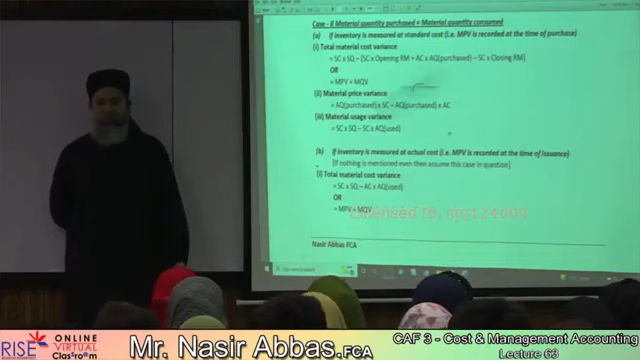 Case - II Material quantity purchased ≠ Material quantity consumed
(a) If inventory is measured at standard cost (i.e. MPV is recorded at the time of purchase)
(i) Total material cost variance
= SC x SQ – [SC x Opening RM + AC x AQ(purchased) – SC x Closing RM]
OR
= MPV + MQV
(ii) Material price variance
= AQ(purchased) x SC – AQ(purchased) x AC
(iii) Material usage variance
= SC x SQ – SC x AQ(used)
(b) If inventory is measured at actual cost (i.e. MPV is recorded at the time of issuance)
[If nothing is mentioned even then assume this case in question]
(i) Total material cost variance
= SC x SQ – AC x AQ(used)
OR
= MPV + MQV
Licensed to:
Nasir Abbas FCA
RISE
ONLINE
VIRTUAL
Classroom
Mr. Nasir Abbas.FCA
CAF 3 - Cost & Management Accounting
Lecture 63